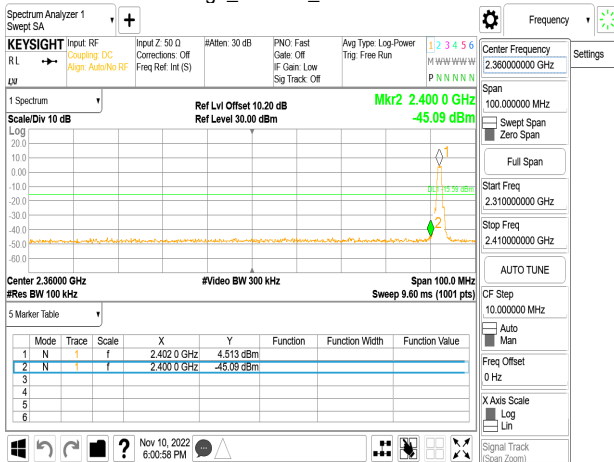 Spectrum Analyzer 1
Swept SA
+
Frequency
KEYSIGHT
RL
LXI
Input: RF
Coupling: DC
Align: Auto/No RF
Input Z: 50 Ω
Corrections: Off
Freq Ref: Int (S)
#Atten: 30 dB
PNO: Fast
Gate: Off
IF Gain: Low
Sig Track: Off
Avg Type: Log-Power
Trig: Free Run
1 2 3 4 5 6
M W W W W W
P N N N N N
Center Frequency
2.360000000 GHz
Settings
Span
100.000000 MHz
Swept Span
Zero Span
Full Span
Start Freq
2.310000000 GHz
Stop Freq
2.410000000 GHz
AUTO TUNE
CF Step
10.000000 MHz
Auto
Man
Freq Offset
0 Hz
X Axis Scale
Log
Lin
Signal Track
(Span Zoom)
1 Spectrum
Scale/Div 10 dB
Log
Ref Lvl Offset 10.20 dB
Ref Level 30.00 dBm
Mkr2 2.400 0 GHz
-45.09 dBm
20.0
10.0
0.00
-10.0
-20.0
-30.0
-40.0
-50.0
-60.0
1
DL1 -15.59 dBm
2
Center 2.36000 GHz
#Res BW 100 kHz
#Video BW 300 kHz
Span 100.0 MHz
Sweep 9.60 ms (1001 pts)
5 Marker Table
Mode Trace Scale X Y Function Function Width Function Value
1 N 1 f 2.402 0 GHz 4.513 dBm
2 N 1 f 2.400 0 GHz -45.09 dBm
3
4
5
6
?
Nov 10, 2022
6:00:58 PM